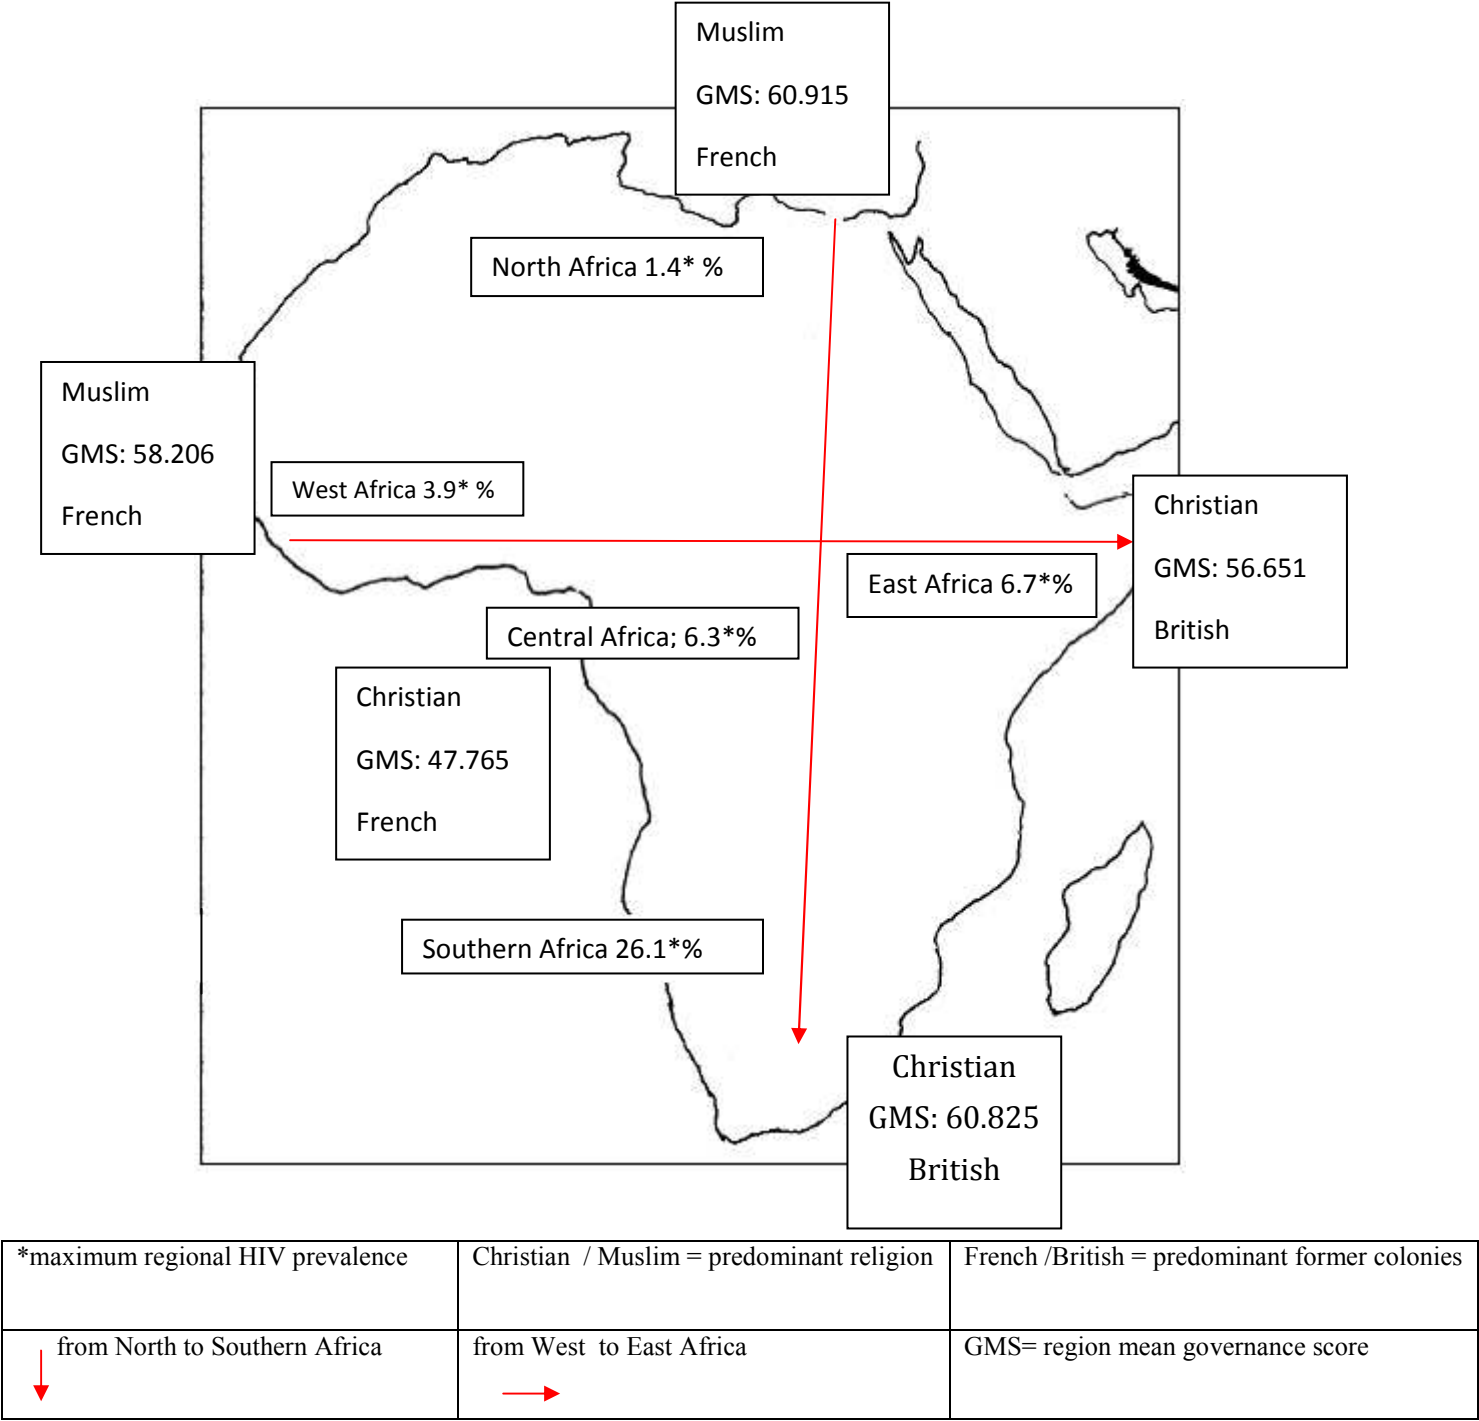 Muslim
GMS: 60.915
French
North Africa 1.4* %
Muslim
GMS: 58.206
French
West Africa 3.9* %
Christian
GMS: 56.651
British
East Africa 6.7*%
Central Africa; 6.3*%
Christian
GMS: 47.765
French
Southern Africa 26.1*%
Christian
GMS: 60.825
British
*maximum regional HIV prevalence
Christian / Muslim = predominant religion
French /British = predominant former colonies
from North to Southern Africa
from West to East Africa
GMS= region mean governance score